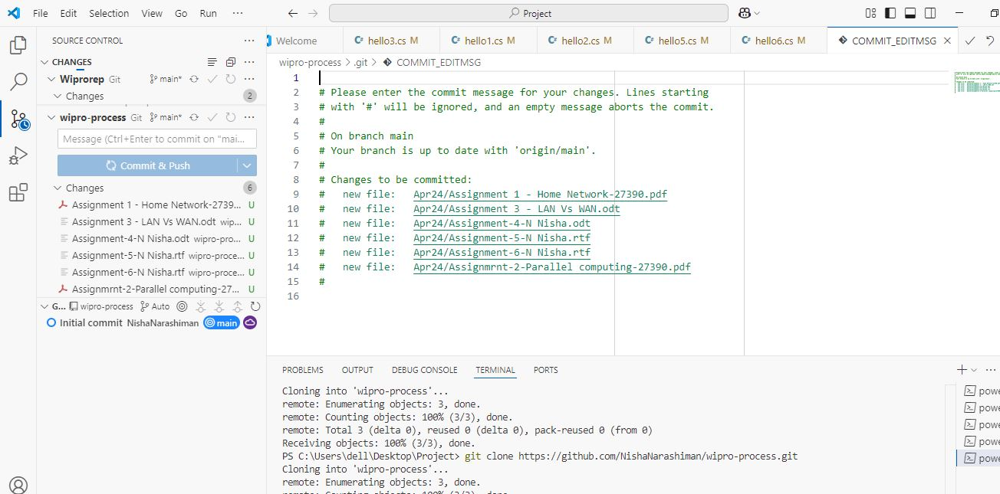 File Edit Selection View Go Run ··· Project
SOURCE CONTROL ···
CHANGES ···
Wiprorep Git main* ···
Changes 2
wipro-process Git main* ···
Message (Ctrl+Enter to commit on "mai...
Commit & Push
Changes 6
Assignment 1 - Home Network-2739... U
Assignment 3 - LAN Vs WAN.odt wip... U
Assignment-4-N Nisha.odt wipro-pro... U
Assignment-5-N Nisha.rtf wipro-proce... U
Assignment-6-N Nisha.rtf wipro-proce... U
Assignmrnt-2-Parallel computing-27... U
G... wipro-process Auto
Initial commit NishaNarashiman main
Welcome hello3.cs M hello1.cs M hello2.cs M hello5.cs M hello6.cs M COMMIT_EDITMSG
wipro-process > .git > COMMIT_EDITMSG
1
2 # Please enter the commit message for your changes. Lines starting
3 # with '#' will be ignored, and an empty message aborts the commit.
4 #
5 # On branch main
6 # Your branch is up to date with 'origin/main'.
7 #
8 # Changes to be committed:
9 # new file: Apr24/Assignment 1 - Home Network-27390.pdf
10 # new file: Apr24/Assignment 3 - LAN Vs WAN.odt
11 # new file: Apr24/Assignment-4-N Nisha.odt
12 # new file: Apr24/Assignment-5-N Nisha.rtf
13 # new file: Apr24/Assignment-6-N Nisha.rtf
14 # new file: Apr24/Assignmrnt-2-Parallel computing-27390.pdf
15 #
16
PROBLEMS OUTPUT DEBUG CONSOLE TERMINAL PORTS ···
Cloning into 'wipro-process'...
remote: Enumerating objects: 3, done.
remote: Counting objects: 100% (3/3), done.
remote: Total 3 (delta 0), reused 0 (delta 0), pack-reused 0 (from 0)
Receiving objects: 100% (3/3), done.
PS C:\Users\dell\Desktop\Project> git clone https://github.com/NishaNarashiman/wipro-process.git
Cloning into 'wipro-process'...
remote: Enumerating objects: 3, done.
remote: Counting objects: 100% (3/3), done.
powe
powe
powe
powe
powe